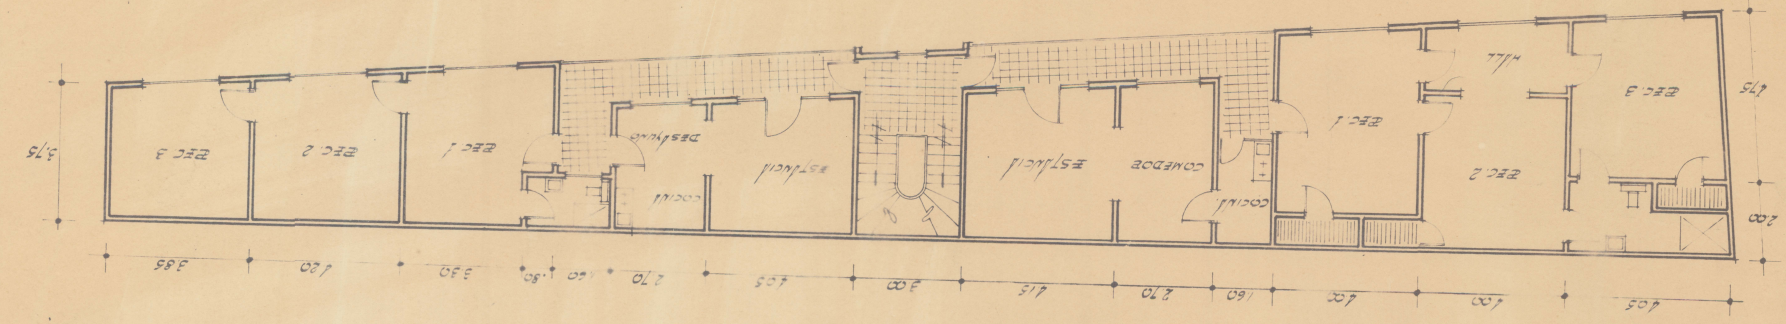 4.05
4.00
4.00
1.60
2.70
4.15
3.00
4.05
2.70
1.60
.80
3.30
4.20
3.85
2.00
COCINA
COCINA
REC. 2
COMEDOR
ESTANCIA
ESTANCIA
REC. 1
REC. 2
REC. 3
3.75
REC. 1
DESAYUNO
4.75
REC. 3
HALL